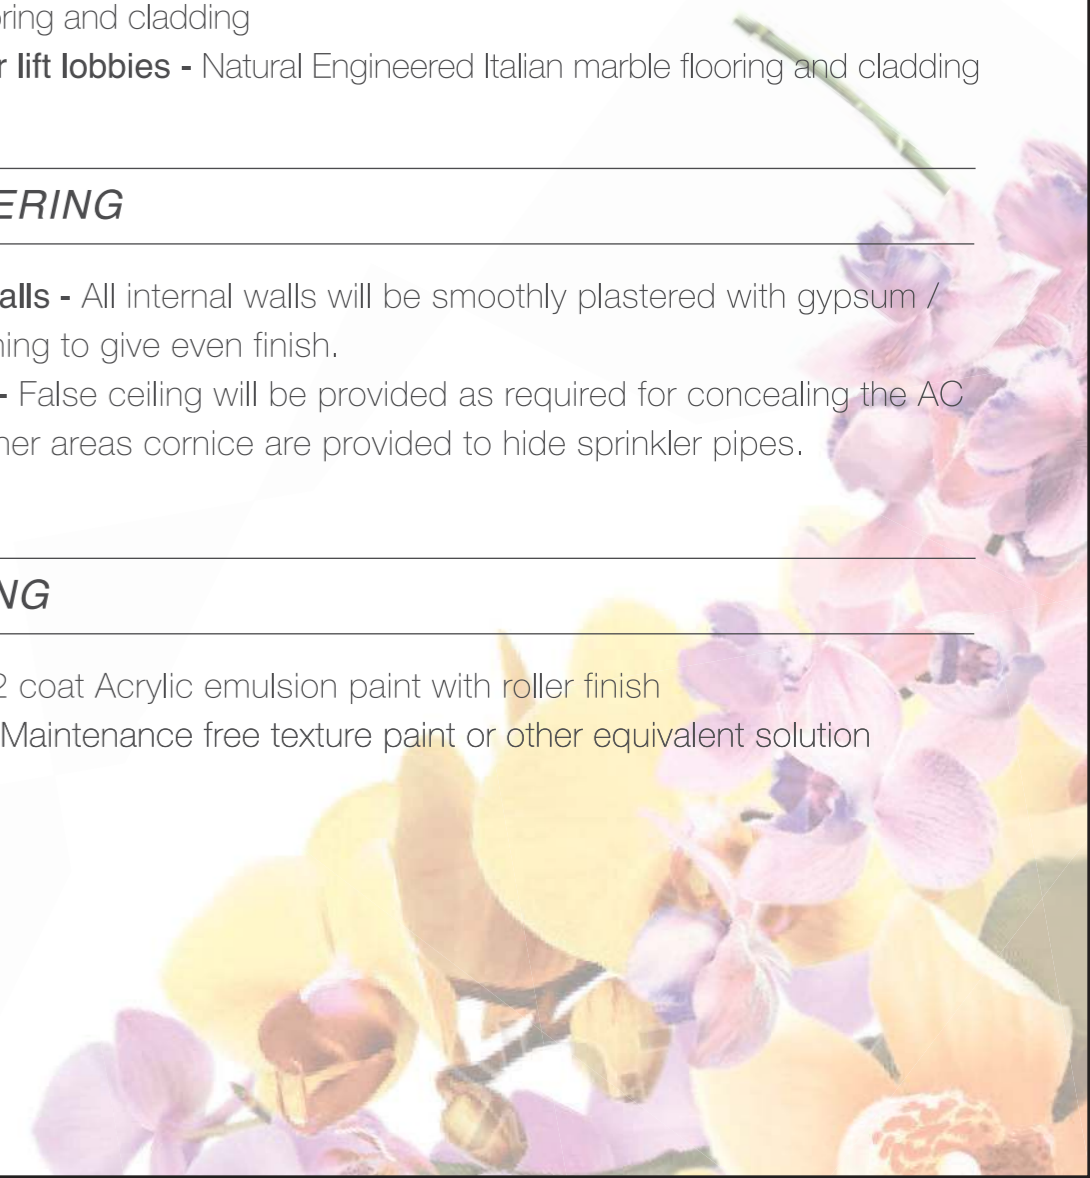 oring and cladding
r lift lobbies - Natural Engineered Italian marble flooring and cladding
ERING
alls - All internal walls will be smoothly plastered with gypsum /
ning to give even finish.
- False ceiling will be provided as required for concealing the AC
ner areas cornice are provided to hide sprinkler pipes.
NG
2 coat Acrylic emulsion paint with roller finish
Maintenance free texture paint or other equivalent solution